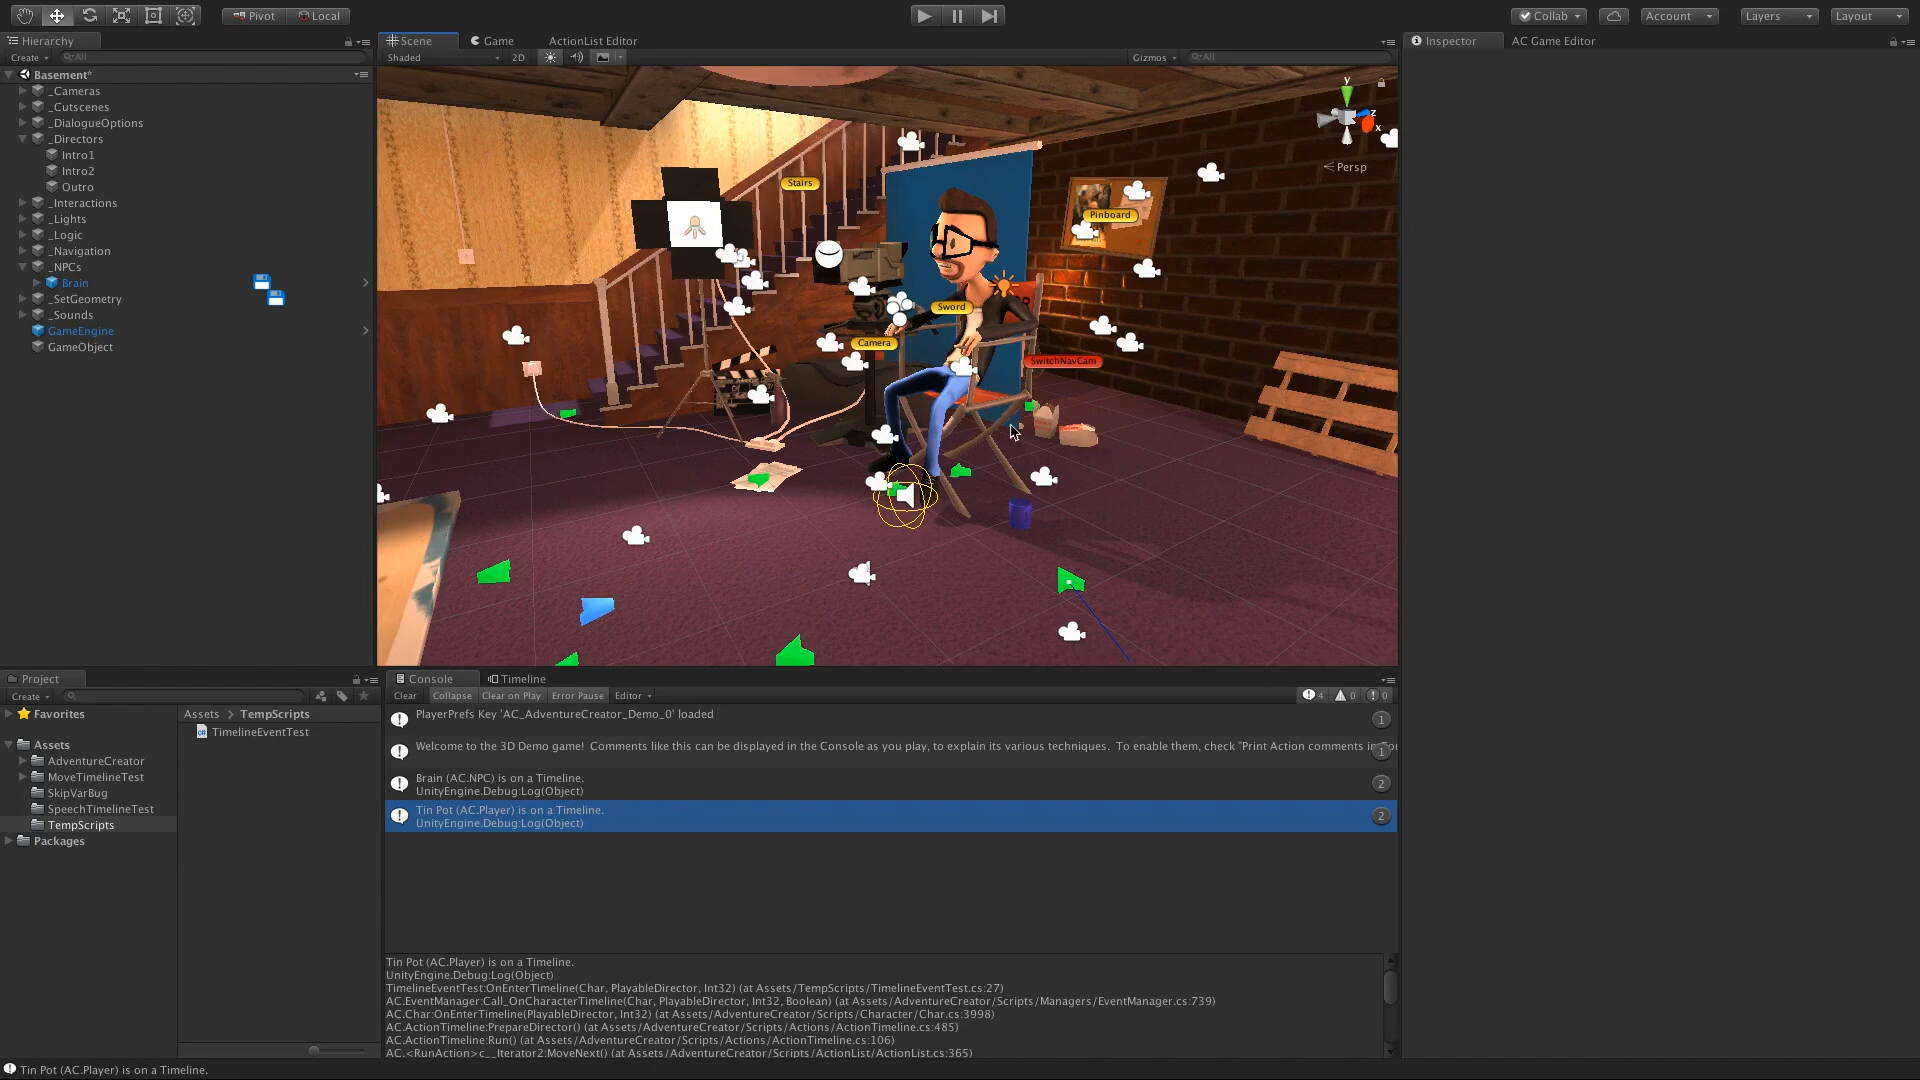 Pivot Local
Collab Account Layers Layout
Hierarchy
Create All
Basement*
_Cameras
_Cutscenes
_DialogueOptions
_Directors
Intro1
Intro2
Outro
_Interactions
_Lights
_Logic
_Navigation
_NPCs
Brain
_SetGeometry
_Sounds
GameEngine
GameObject
Scene Game ActionList Editor
Shaded 2D Gizmos All
y
z
x
Persp
Stairs
Pinboard
Sword
Camera
SwitchNavCam
Inspector AC Game Editor
Project
Create
Favorites
Assets
AdventureCreator
MoveTimelineTest
SkipVarBug
SpeechTimelineTest
TempScripts
Packages
Assets > TempScripts
TimelineEventTest
Console Timeline
Clear Collapse Clear on Play Error Pause Editor 4 0 0
PlayerPrefs Key 'AC_AdventureCreator_Demo_0' loaded 1
Welcome to the 3D Demo game! Comments like this can be displayed in the Console as you play, to explain its various techniques. To enable them, check "Print Action comments in 1
Brain (AC.NPC) is on a Timeline.
UnityEngine.Debug:Log(Object) 2
Tin Pot (AC.Player) is on a Timeline.
UnityEngine.Debug:Log(Object) 2
Tin Pot (AC.Player) is on a Timeline.
UnityEngine.Debug:Log(Object)
TimelineEventTest:OnEnterTimeline(Char, PlayableDirector, Int32) (at Assets/TempScripts/TimelineEventTest.cs:27)
AC.EventManager:Call_OnCharacterTimeline(Char, PlayableDirector, Int32, Boolean) (at Assets/AdventureCreator/Scripts/Managers/EventManager.cs:739)
AC.Char:OnEnterTimeline(PlayableDirector, Int32) (at Assets/AdventureCreator/Scripts/Character/Char.cs:3998)
AC.ActionTimeline:PrepareDirector() (at Assets/AdventureCreator/Scripts/Actions/ActionTimeline.cs:485)
AC.ActionTimeline:Run() (at Assets/AdventureCreator/Scripts/Actions/ActionTimeline.cs:106)
AC.<RunAction>c__Iterator2:MoveNext() (at Assets/AdventureCreator/Scripts/ActionList/ActionList.cs:365)
Tin Pot (AC.Player) is on a Timeline.